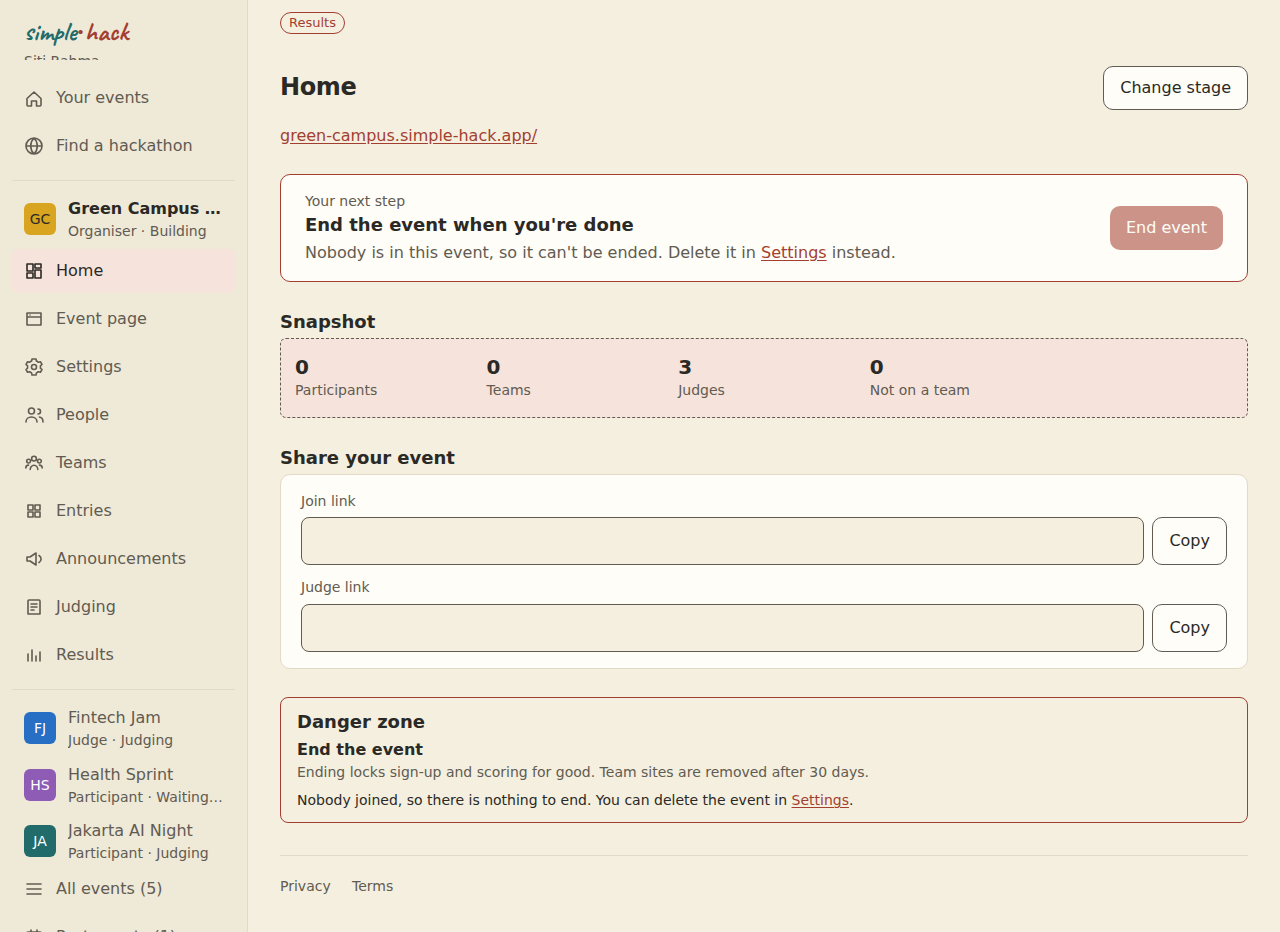 simple·hack
Siti Rahma
Your events
Find a hackathon
GC
Green Campus …
Organiser · Building
Home
Event page
Settings
People
Teams
Entries
Announcements
Judging
Results
FJ
Fintech Jam
Judge · Judging
HS
Health Sprint
Participant · Waiting…
JA
Jakarta AI Night
Participant · Judging
All events (5)
Results
Home
Change stage
green-campus.simple-hack.app/
Your next step
End the event when you're done
Nobody is in this event, so it can't be ended. Delete it in Settings instead.
End event
Snapshot
0
Participants
0
Teams
3
Judges
0
Not on a team
Share your event
Join link
Copy
Judge link
Copy
Danger zone
End the event
Ending locks sign-up and scoring for good. Team sites are removed after 30 days.
Nobody joined, so there is nothing to end. You can delete the event in Settings.
Privacy
Terms